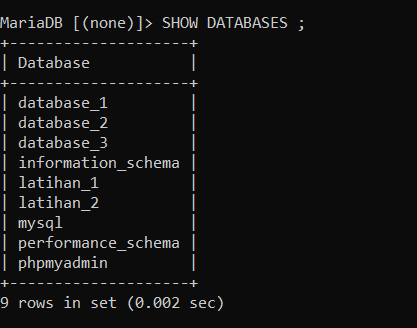 MariaDB [(none)]> SHOW DATABASES ;
+--------------------+
| Database           |
+--------------------+
| database_1         |
| database_2         |
| database_3         |
| information_schema |
| latihan_1          |
| latihan_2          |
| mysql              |
| performance_schema |
| phpmyadmin         |
+--------------------+
9 rows in set (0.002 sec)